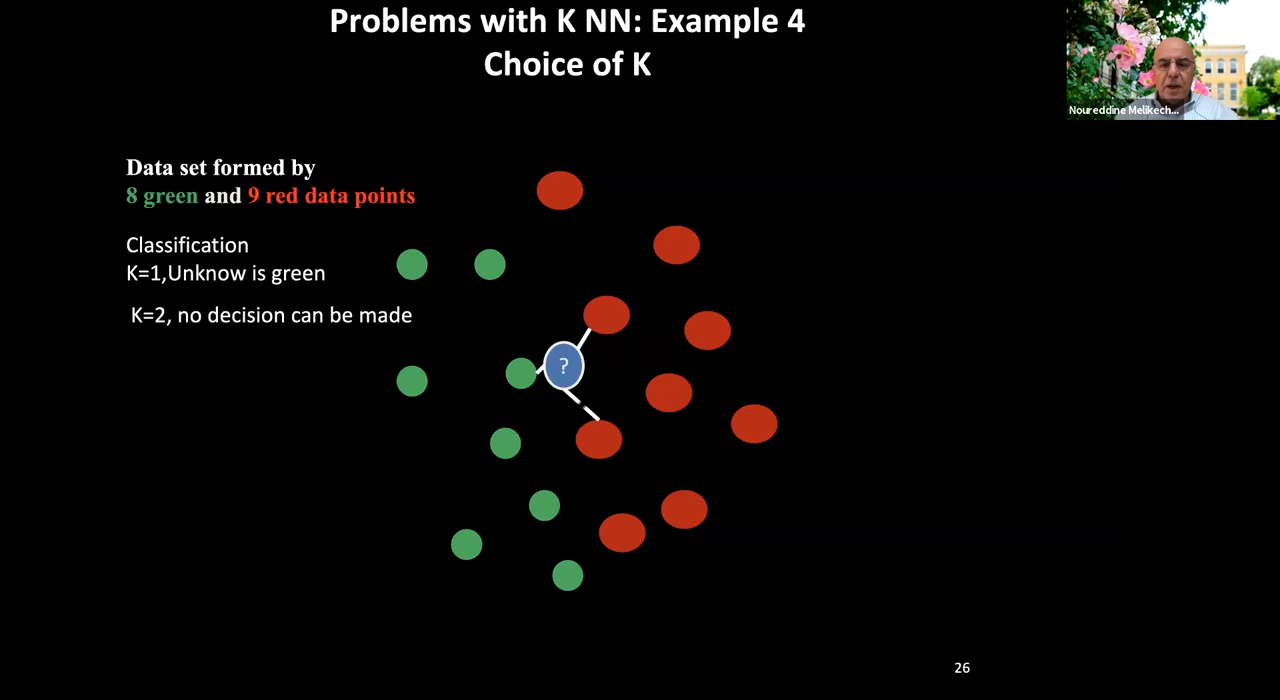 Problems with K NN: Example 4
Choice of K
Noureddine Melikech...
Data set formed by
8 green and 9 red data points
Classification
K=1,Unknow is green
K=2, no decision can be made
?
26